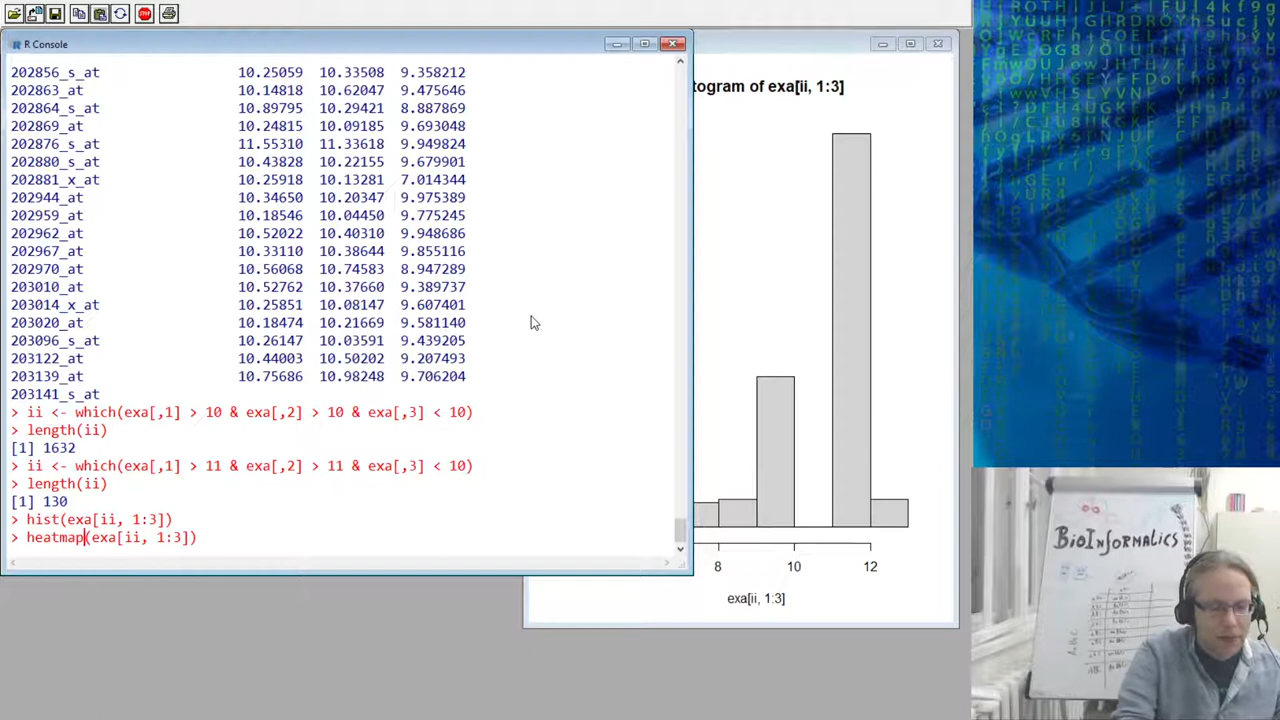 R Console
202856_s_at 10.25059 10.33508 9.358212
202863_at 10.14818 10.62047 9.475646
202864_s_at 10.89795 10.29421 8.887869
202869_at 10.24815 10.09185 9.693048
202876_s_at 11.55310 11.33618 9.949824
202880_s_at 10.43828 10.22155 9.679901
202881_x_at 10.25918 10.13281 7.014344
202944_at 10.34650 10.20347 9.975389
202959_at 10.18546 10.04450 9.775245
202962_at 10.52022 10.40310 9.948686
202967_at 10.33110 10.38644 9.855116
202970_at 10.56068 10.74583 8.947289
203010_at 10.52762 10.37660 9.389737
203014_x_at 10.25851 10.08147 9.607401
203020_at 10.18474 10.21669 9.581140
203096_s_at 10.26147 10.03591 9.439205
203122_at 10.44003 10.50202 9.207493
203139_at 10.75686 10.98248 9.706204
203141_s_at
> ii <- which(exa[,1] > 10 & exa[,2] > 10 & exa[,3] < 10)
> length(ii)
[1] 1632
> ii <- which(exa[,1] > 11 & exa[,2] > 11 & exa[,3] < 10)
> length(ii)
[1] 130
> hist(exa[ii, 1:3])
> heatmap(exa[ii, 1:3])
togram of exa[ii, 1:3]
8 10 12
exa[ii, 1:3]
STOP
BioInformatics